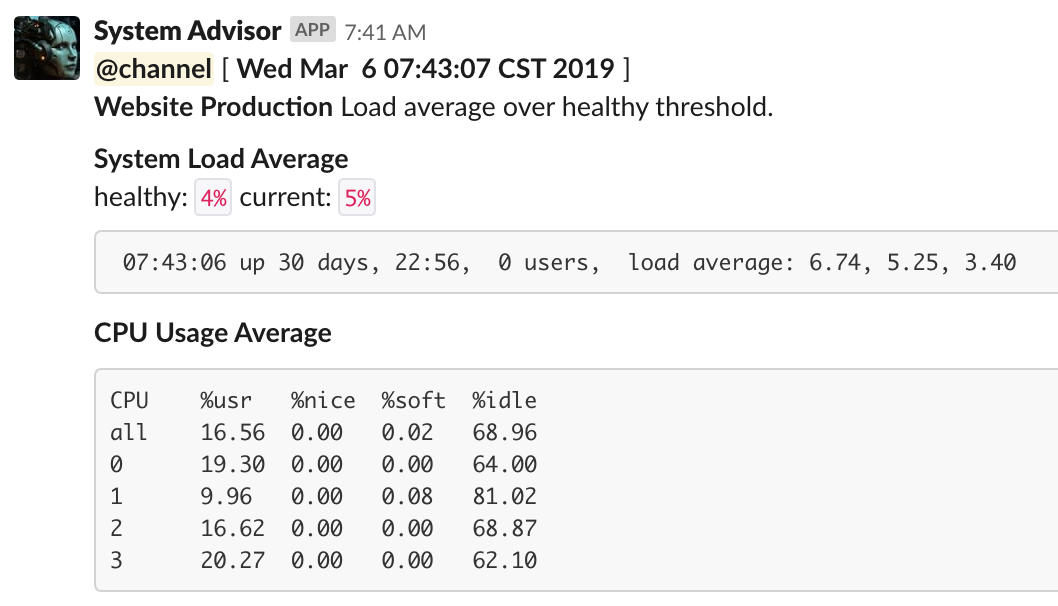 System Advisor APP 7:41 AM
@channel [ Wed Mar  6 07:43:07 CST 2019 ]
Website Production Load average over healthy threshold.
System Load Average
healthy: 4% current: 5%
07:43:06 up 30 days, 22:56,  0 users,  load average: 6.74, 5.25, 3.40
CPU Usage Average
CPU    %usr   %nice  %soft  %idle
all    16.56  0.00   0.02   68.96
0      19.30  0.00   0.00   64.00
1      9.96   0.00   0.08   81.02
2      16.62  0.00   0.00   68.87
3      20.27  0.00   0.00   62.10